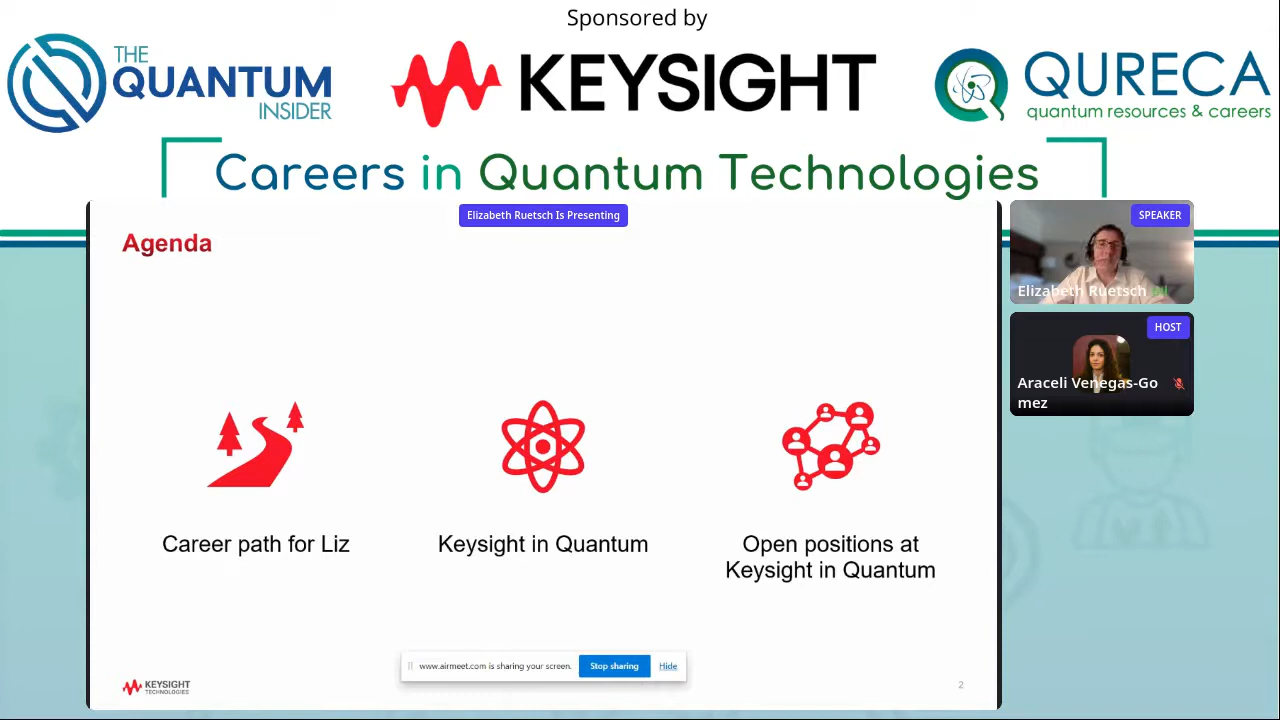 Sponsored by
THE
QUANTUM
INSIDER
KEYSIGHT
QURECA
quantum resources & careers
Careers in Quantum Technologies
Elizabeth Ruetsch Is Presenting
SPEAKER
Agenda
Elizabeth Ruetsch
HOST
Araceli Venegas-Go
mez
Career path for Liz
Keysight in Quantum
Open positions at
Keysight in Quantum
www.airmeet.com is sharing your screen.
Stop sharing
Hide
KEYSIGHT
TECHNOLOGIES
2